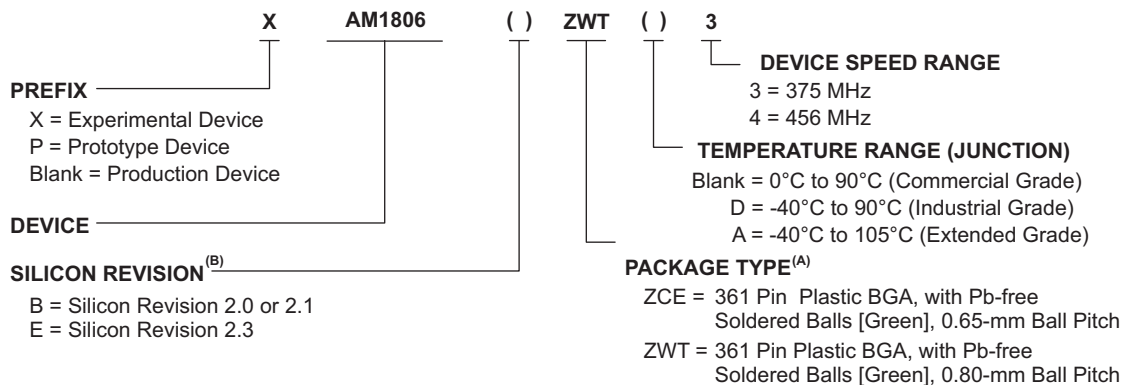 X AM1806 ( ) ZWT ( ) 3
PREFIX
X = Experimental Device
P = Prototype Device
Blank = Production Device
DEVICE
SILICON REVISION(B)
B = Silicon Revision 2.0 or 2.1
E = Silicon Revision 2.3
DEVICE SPEED RANGE
3 = 375 MHz
4 = 456 MHz
TEMPERATURE RANGE (JUNCTION)
Blank = 0°C to 90°C (Commercial Grade)
D = -40°C to 90°C (Industrial Grade)
A = -40°C to 105°C (Extended Grade)
PACKAGE TYPE(A)
ZCE = 361 Pin Plastic BGA, with Pb-free
Soldered Balls [Green], 0.65-mm Ball Pitch
ZWT = 361 Pin Plastic BGA, with Pb-free
Soldered Balls [Green], 0.80-mm Ball Pitch